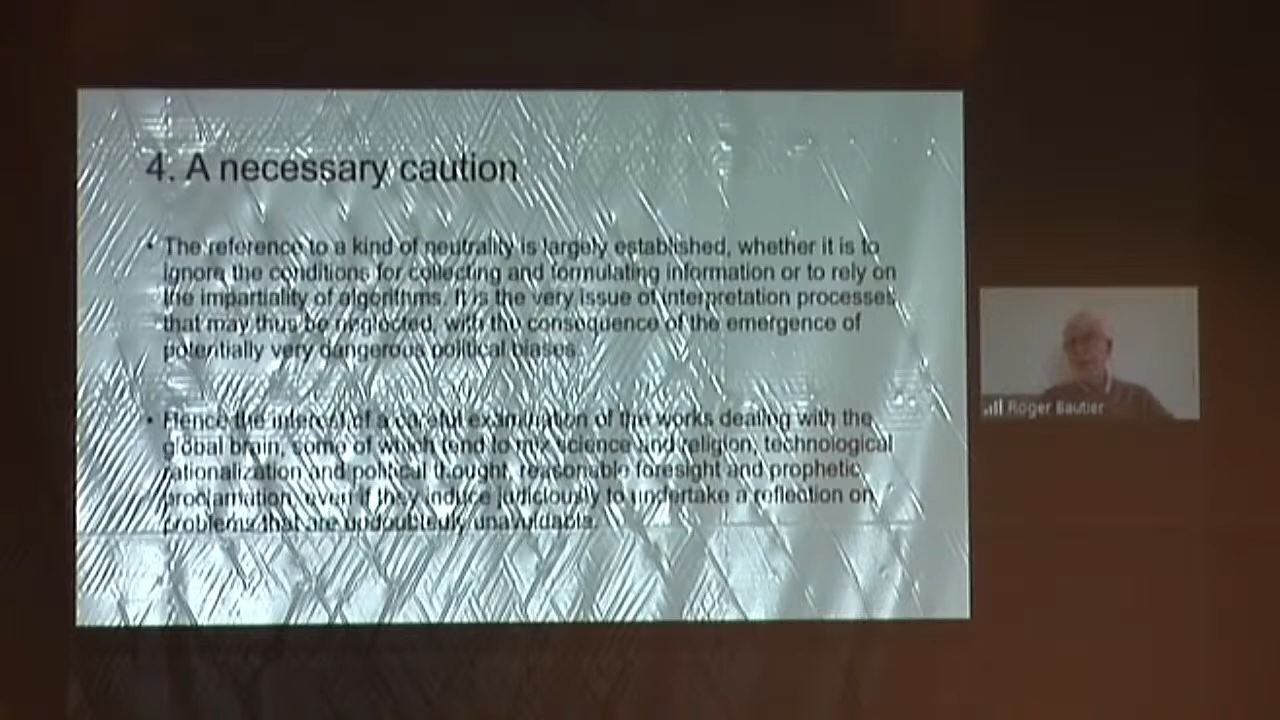 4. A necessary caution
• The reference to a kind of neutrality is largely established, whether it is to
ignore the conditions for collecting and formulating information or to rely on
the impartiality of algorithms. It is the very issue of interpretation processes
that may thus be neglected, with the consequence of the emergence of
potentially very dangerous political biases.
• Hence the interest of a careful examination of the works dealing with the
global brain, some of which tend to mix science and religion, technological
rationalization and political thought, reasonable foresight and prophetic
proclamation, even if they induce judiciously to undertake a reflection on
problems that are undoubtedly unavoidable.
Roger Bautier